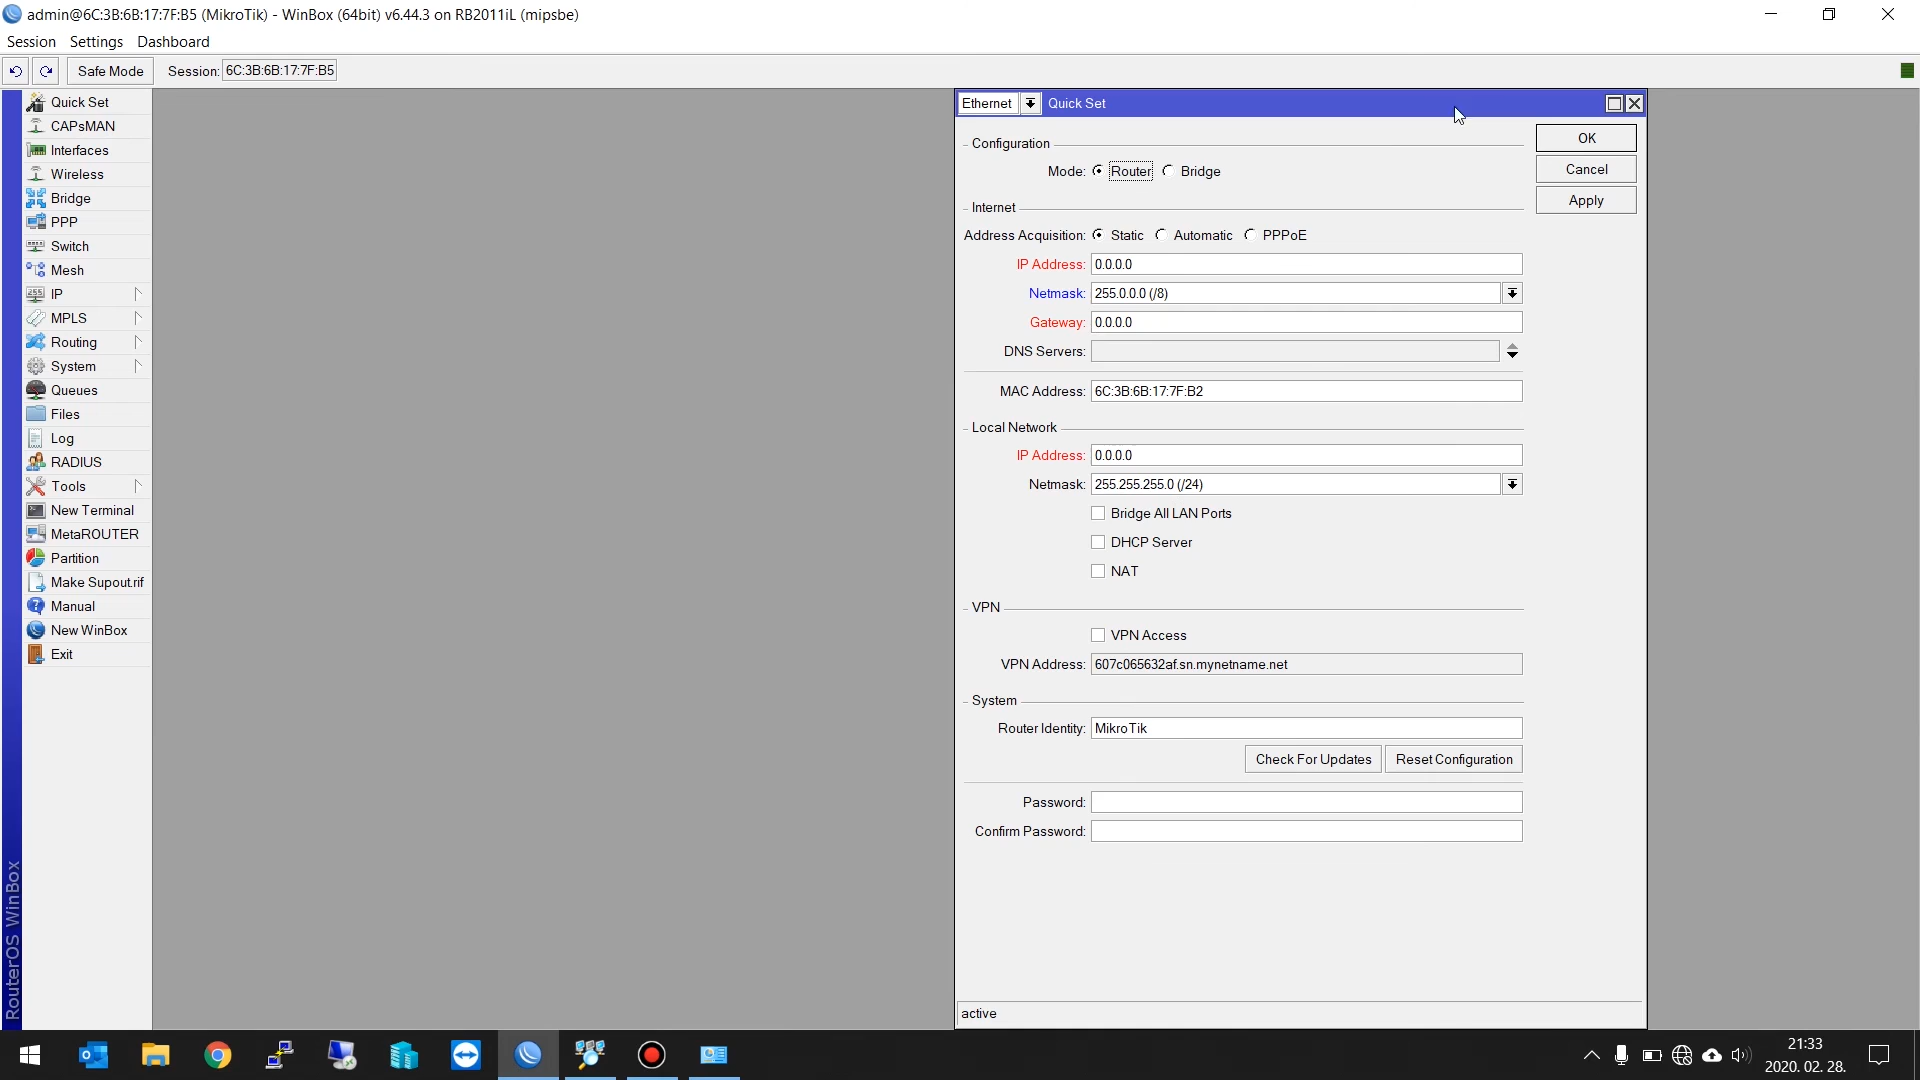 admin@6C:3B:6B:17:7F:B5 (MikroTik) - WinBox (64bit) v6.44.3 on RB2011iL (mipsbe)
Session Settings Dashboard
Safe Mode Session: 6C:3B:6B:17:7F:B5
Quick Set
CAPsMAN
Interfaces
Wireless
Bridge
PPP
Switch
Mesh
IP
MPLS
Routing
System
Queues
Files
Log
RADIUS
Tools
New Terminal
MetaROUTER
Partition
Make Supout.rif
Manual
New WinBox
Exit
RouterOS WinBox
Ethernet Quick Set
OK
Cancel
Apply
Configuration
Mode: Router Bridge
Internet
Address Acquisition: Static Automatic PPPoE
IP Address: 0.0.0.0
Netmask: 255.0.0.0 (/8)
Gateway: 0.0.0.0
DNS Servers:
MAC Address: 6C:3B:6B:17:7F:B2
Local Network
IP Address: 0.0.0.0
Netmask: 255.255.255.0 (/24)
Bridge All LAN Ports
DHCP Server
NAT
VPN
VPN Access
VPN Address: 607c065632af.sn.mynetname.net
System
Router Identity: MikroTik
Check For Updates Reset Configuration
Password:
Confirm Password:
active
21:33
2020. 02. 28.